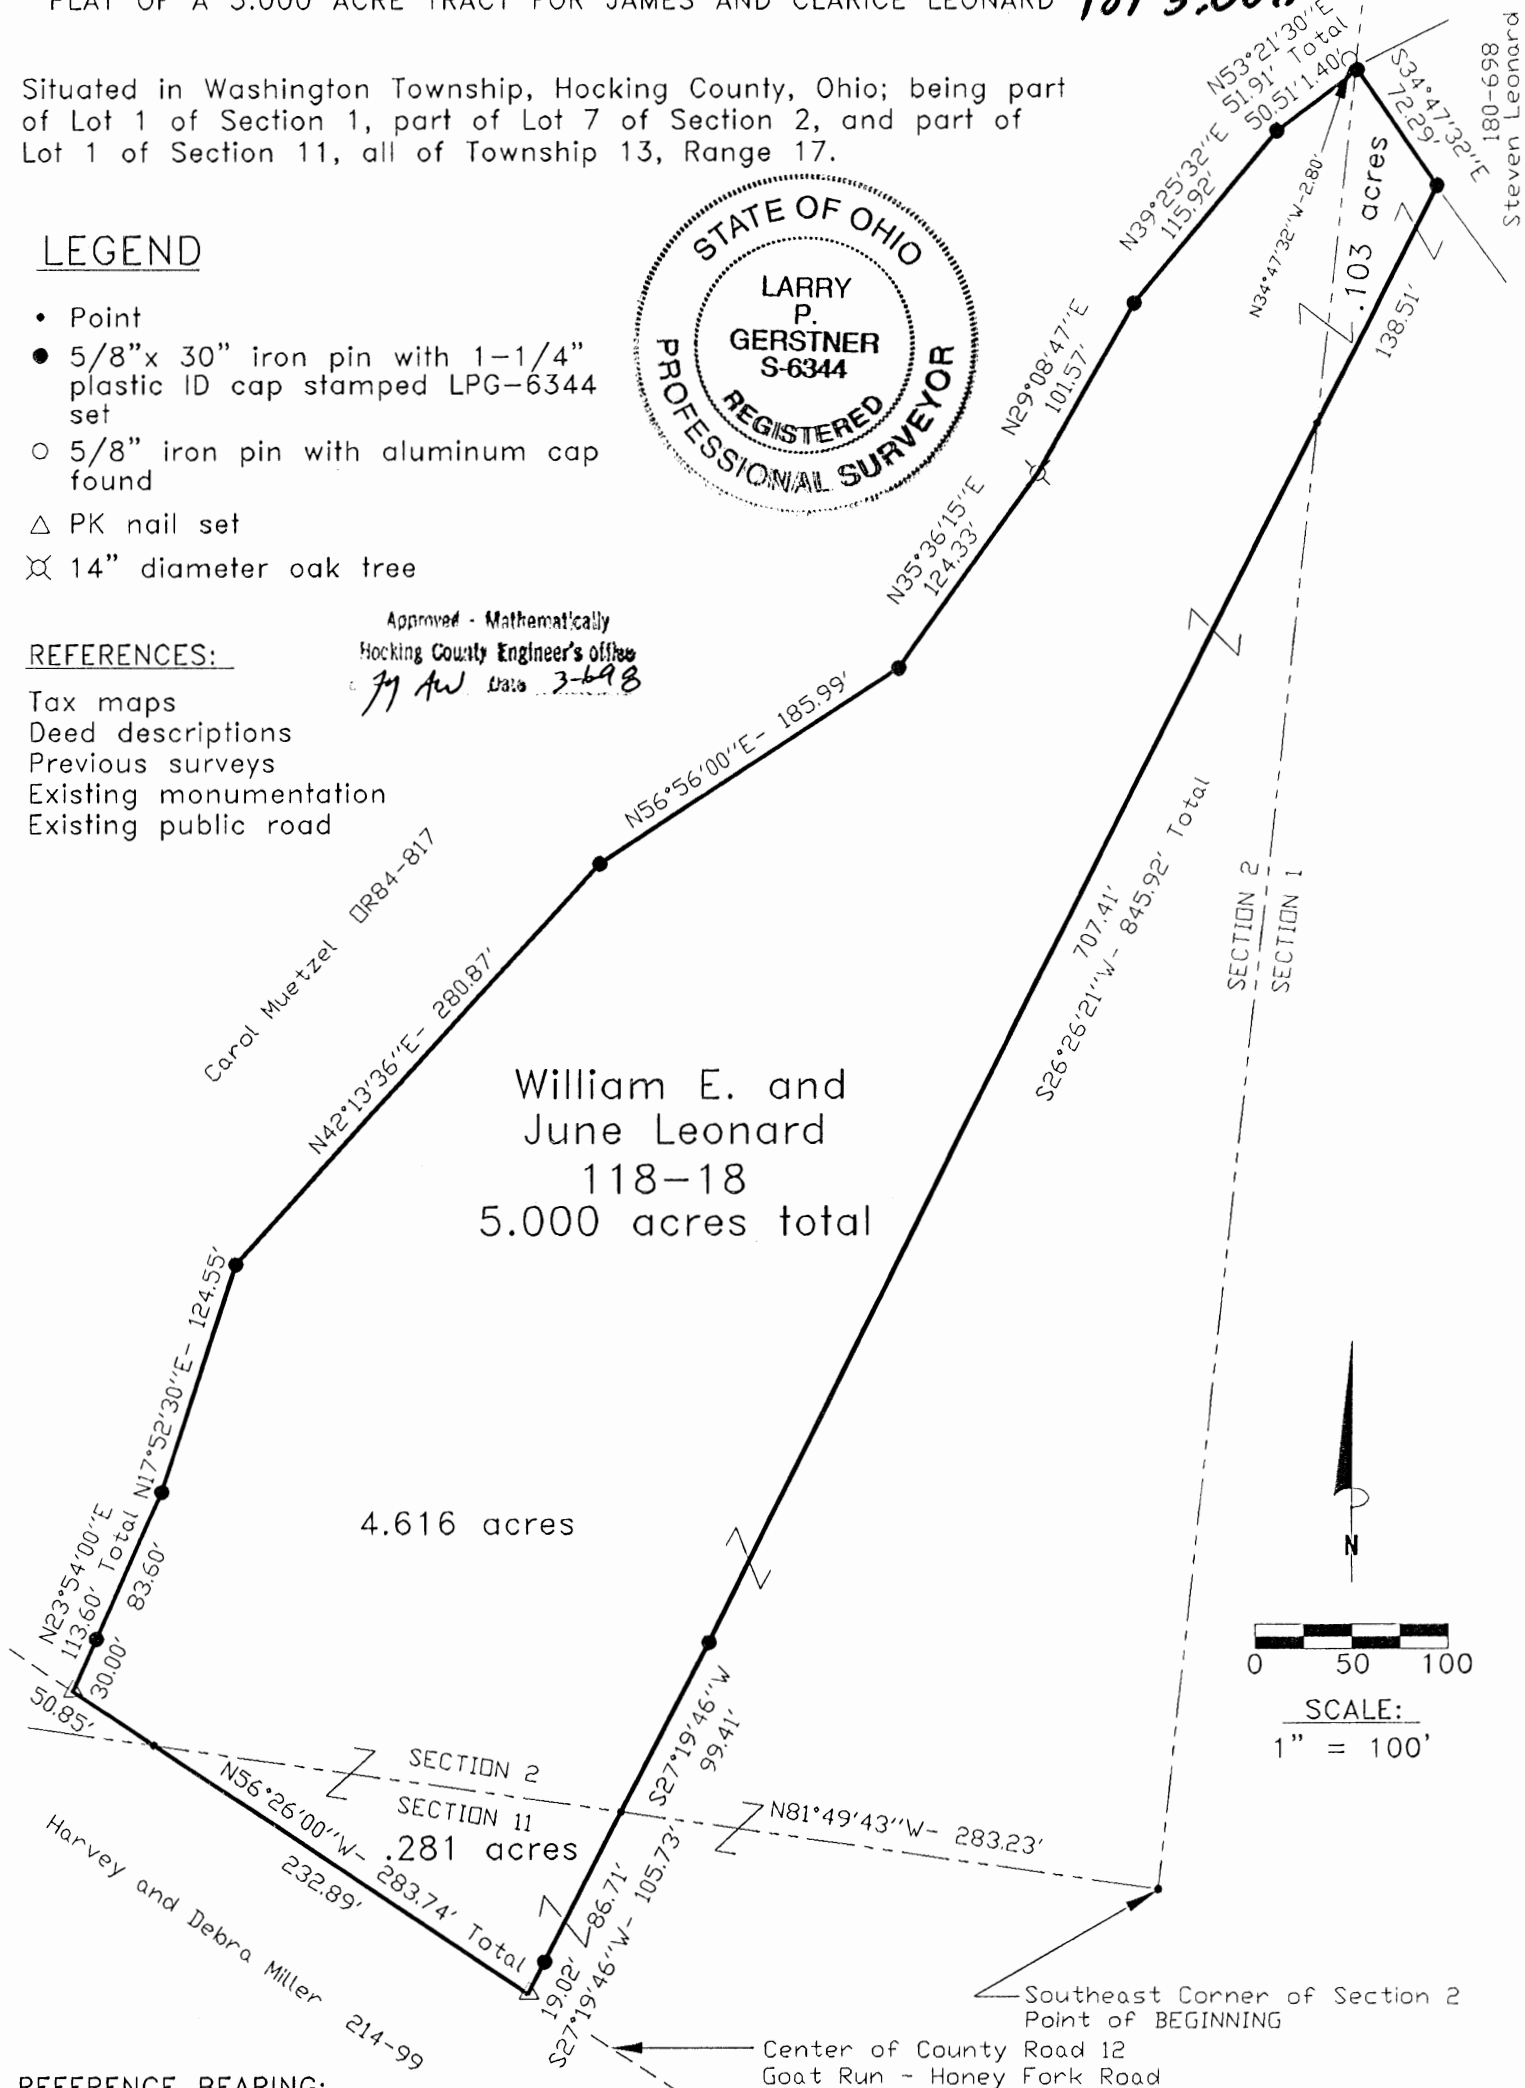 PLAT OF A 5.000 ACRE TRACT FOR JAMES AND CLARICE LEONARD
Situated in Washington Township, Hocking County, Ohio; being part
of Lot 1 of Section 1, part of Lot 7 of Section 2, and part of
Lot 1 of Section 11, all of Township 13, Range 17.
LEGEND
Point
5/8"x 30" iron pin with 1-1/4"
plastic ID cap stamped LPG-6344
set
5/8" iron pin with aluminum cap
found
PK nail set
14" diameter oak tree
STATE OF OHIO
LARRY
P.
GERSTNER
S-6344
REGISTERED
PROFESSIONAL SURVEYOR
Approved - Mathematically
Hocking County Engineer's office
Date 3-698
REFERENCES:
Tax maps
Deed descriptions
Previous surveys
Existing monumentation
Existing public road
N53°21'30"E
51.91' Total
50.51'
1.40'
S34°47'32"E
72.29'
180-698
Steven Leonard
N39°25'32"E
115.92'
N34°47'32"W-2.80'
.103 acres
138.51'
N29°08'47"E
101.57'
N35°36'15"E
124.33'
N56°56'00"E- 185.99'
Carol Muetzel OR84-817
N42°13'36"E- 280.87'
707.41'
S26°26'21"W- 845.92' Total
SECTION 2
SECTION 1
William E. and
June Leonard
118-18
5.000 acres total
N17°52'30"E- 124.55'
4.616 acres
N23°54'00"E
113.60' Total
83.60'
30.00'
50.85'
S27°19'46"W
99.41'
N
0 50 100
SCALE:
1" = 100'
SECTION 2
SECTION 11
.281 acres
N81°49'43"W- 283.23'
N56°26'00"W- 283.74' Total
232.89'
86.71'
19.02'
S27°19'46"W- 105.73'
Harvey and Debra Miller 214-99
Southeast Corner of Section 2
Point of BEGINNING
Center of County Road 12
Goat Run - Honey Fork Road
REFERENCE BEARING: